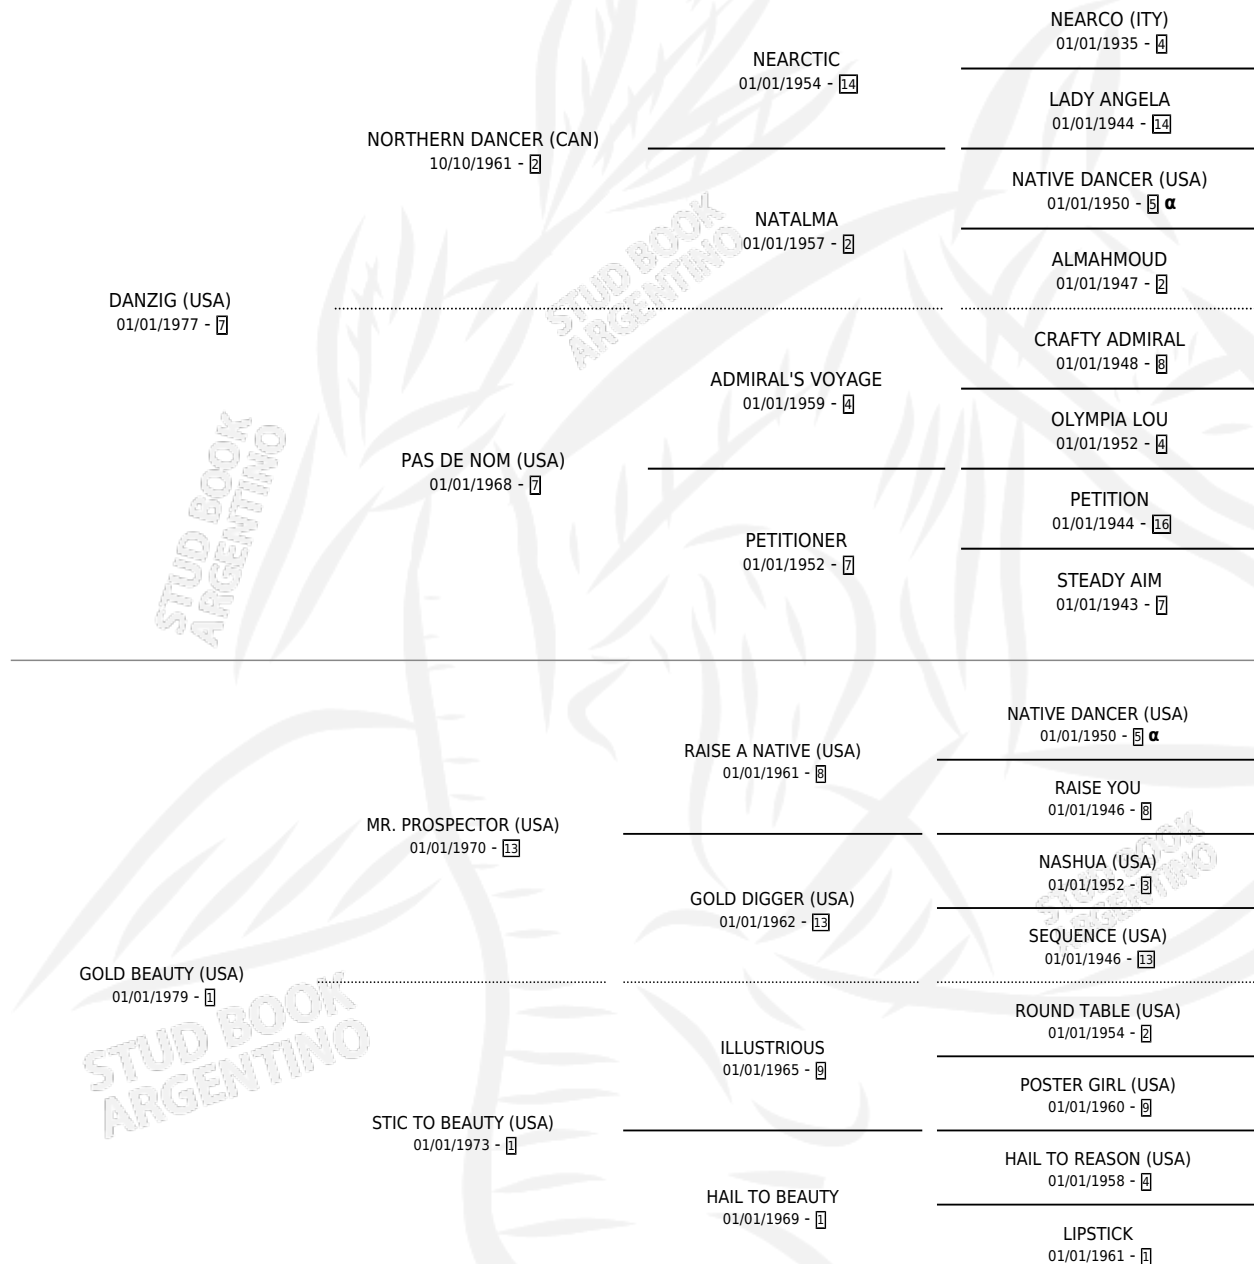 NEARCO (ITY)
01/01/1935 - 4
NEARCTIC
01/01/1954 - 14
LADY ANGELA
01/01/1944 - 14
NORTHERN DANCER (CAN)
10/10/1961 - 2
NATIVE DANCER (USA)
01/01/1950 - 5 α
NATALMA
01/01/1957 - 2
ALMAHMOUD
01/01/1947 - 2
STUD BOOK
ARGENTINO
DANZIG (USA)
01/01/1977 - 7
CRAFTY ADMIRAL
01/01/1948 - 8
ADMIRAL'S VOYAGE
01/01/1959 - 4
OLYMPIA LOU
01/01/1952 - 4
PAS DE NOM (USA)
01/01/1968 - 7
PETITION
01/01/1944 - 16
PETITIONER
01/01/1952 - 7
STEADY AIM
01/01/1943 - 7
STUD BOOK
ARGENTINO
NATIVE DANCER (USA)
01/01/1950 - 5 α
RAISE A NATIVE (USA)
01/01/1961 - 8
RAISE YOU
01/01/1946 - 8
MR. PROSPECTOR (USA)
01/01/1970 - 13
NASHUA (USA)
01/01/1952 - 3
GOLD DIGGER (USA)
01/01/1962 - 13
SEQUENCE (USA)
01/01/1946 - 13
STUD BOOK
ARGENTINO
GOLD BEAUTY (USA)
01/01/1979 - 1
ROUND TABLE (USA)
01/01/1954 - 2
ILLUSTRIOUS
01/01/1965 - 9
POSTER GIRL (USA)
01/01/1960 - 9
STUD BOOK
ARGENTINO
STIC TO BEAUTY (USA)
01/01/1973 - 1
HAIL TO REASON (USA)
01/01/1958 - 4
HAIL TO BEAUTY
01/01/1969 - 1
LIPSTICK
01/01/1961 - 1